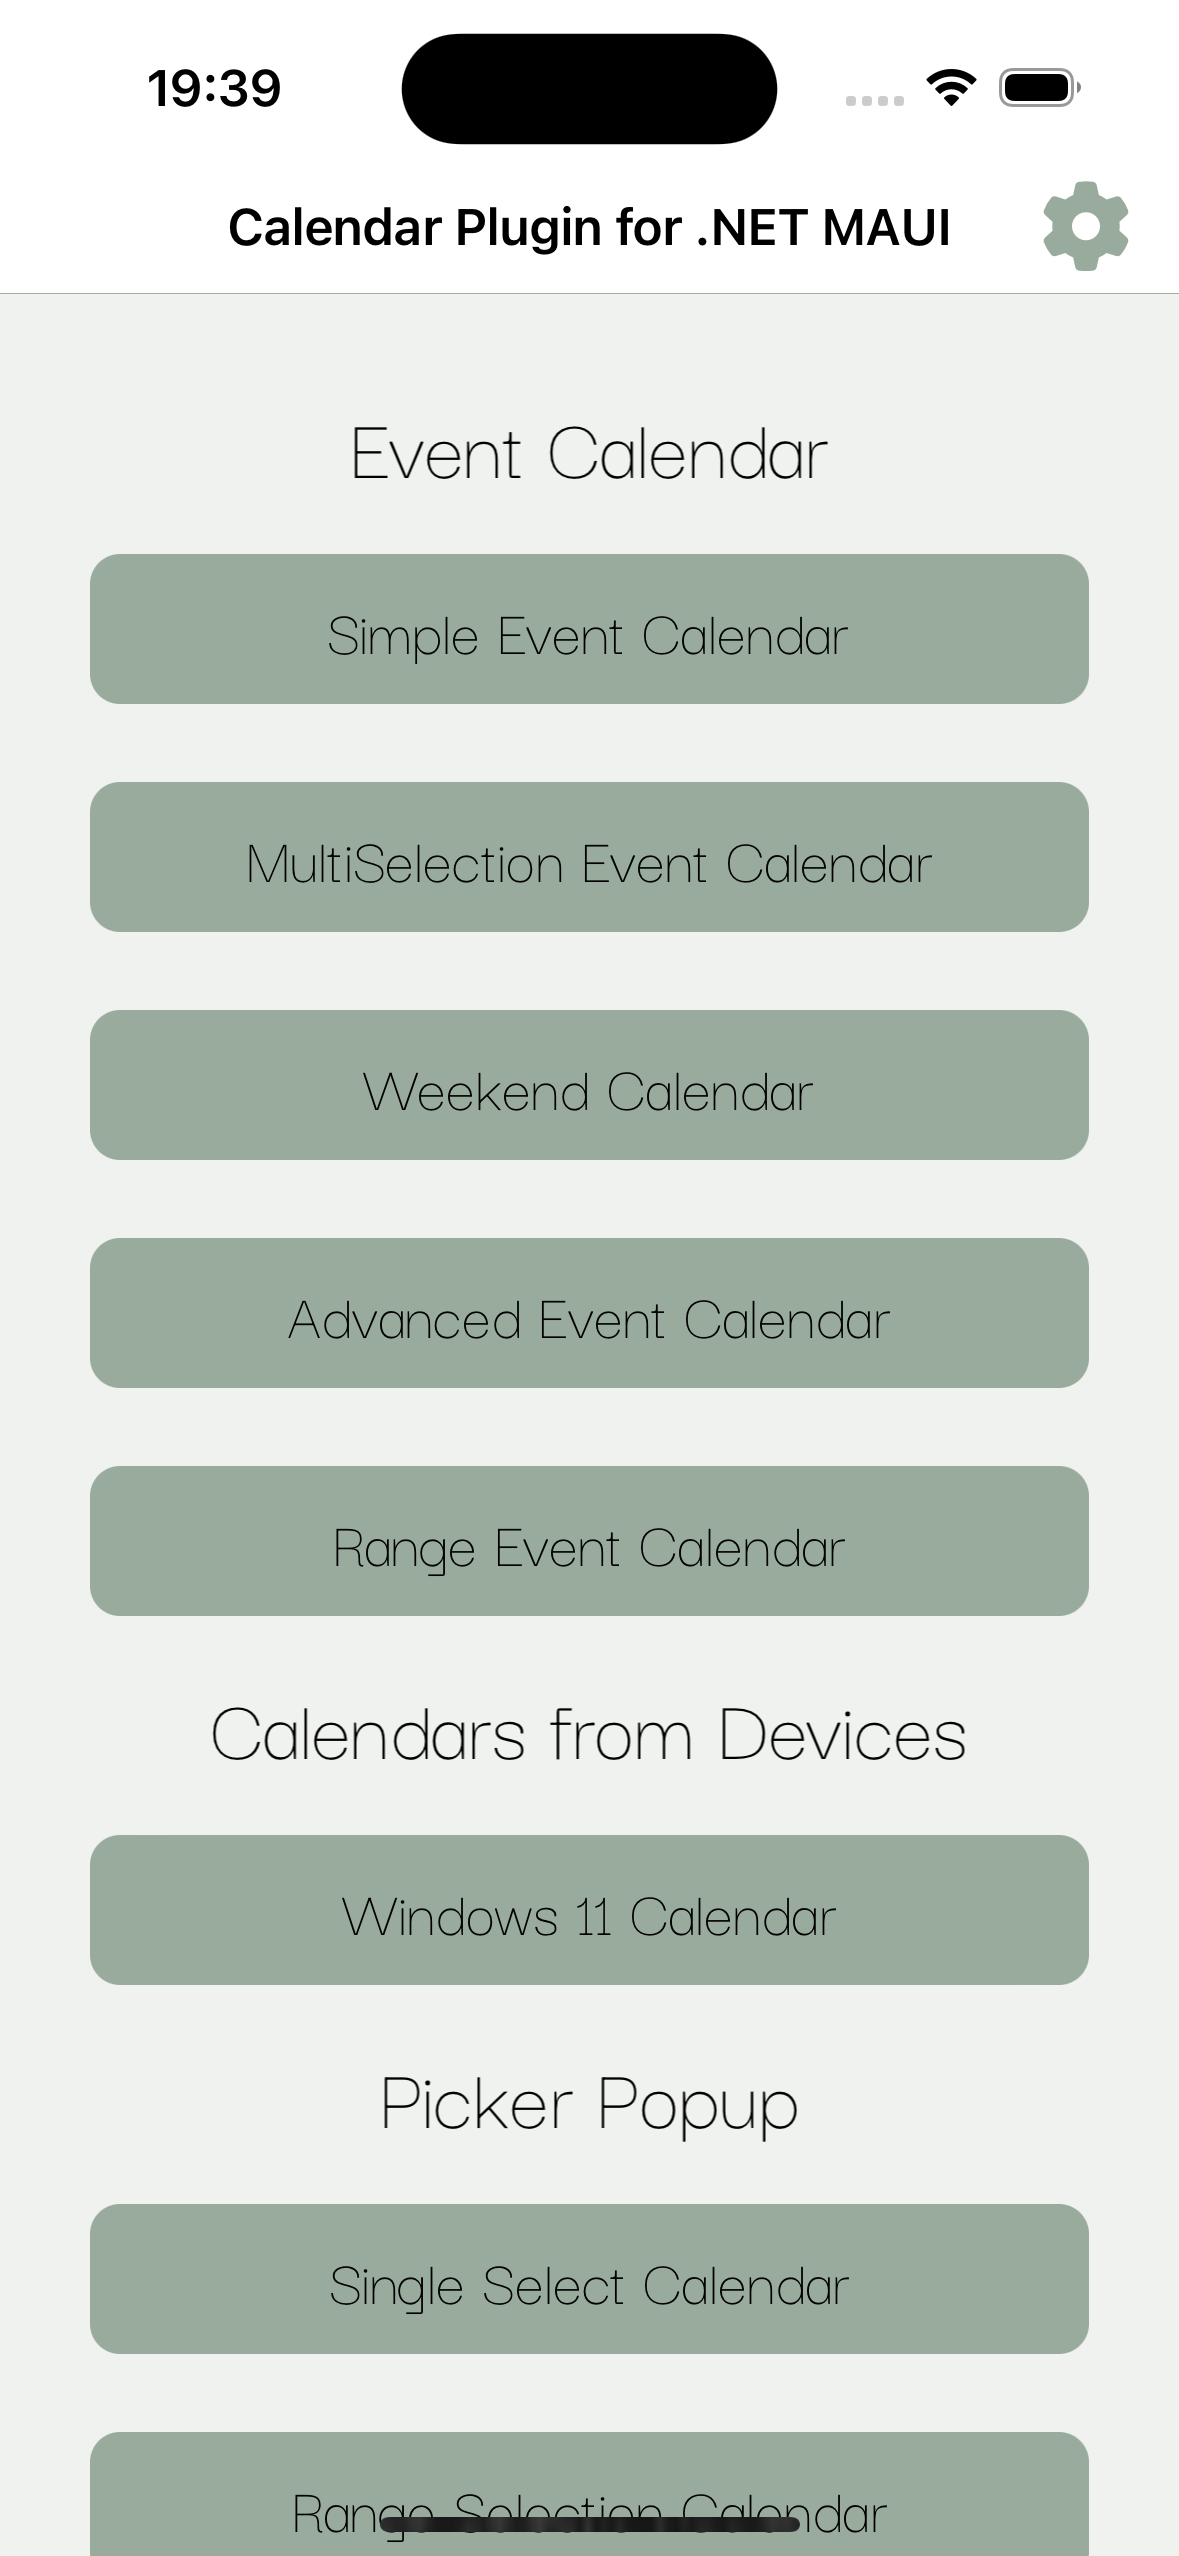 19:39
Calendar Plugin for .NET MAUI
Event Calendar
Simple Event Calendar
MultiSelection Event Calendar
Weekend Calendar
Advanced Event Calendar
Range Event Calendar
Calendars from Devices
Windows 11 Calendar
Picker Popup
Single Select Calendar
Range Selection Calendar